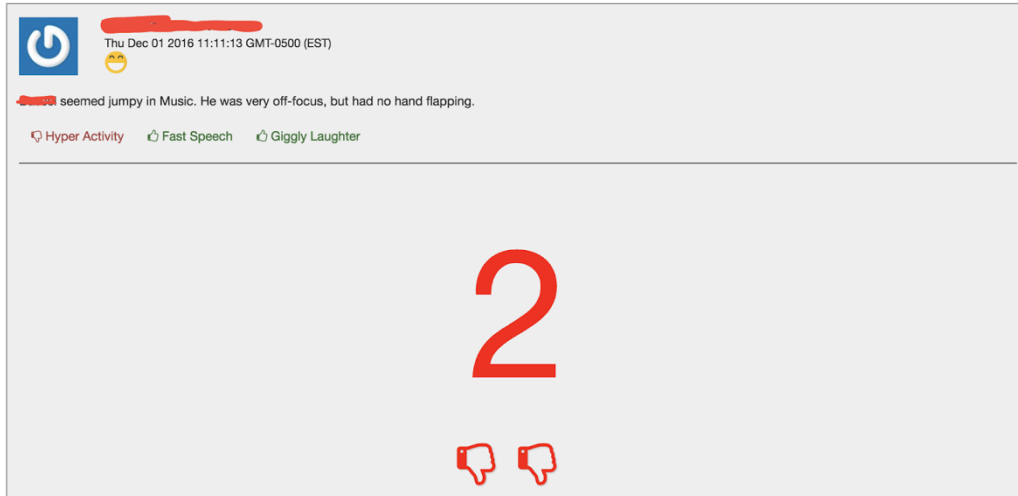 Thu Dec 01 2016 11:11:13 GMT-0500 (EST)
seemed jumpy in Music. He was very off-focus, but had no hand flapping.
Hyper Activity Fast Speech Giggly Laughter
2